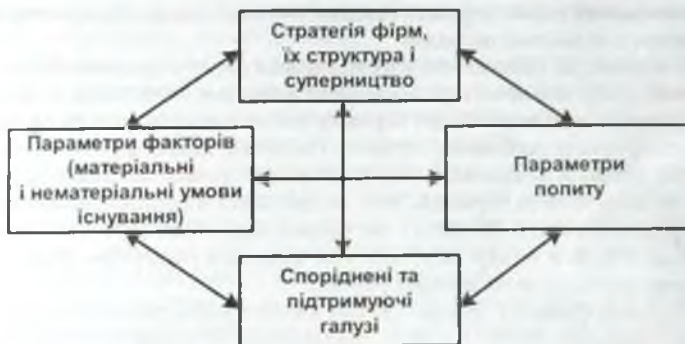 Стратегія фірм,
їх структура і
суперництво
Параметри факторів
(матеріальні
і нематеріальні умови
існування)
Параметри
попиту
Споріднені та
підтримуючі
галузі